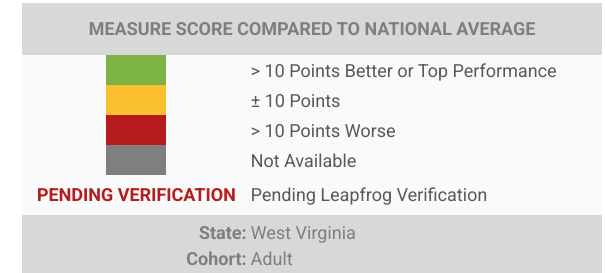 MEASURE SCORE COMPARED TO NATIONAL AVERAGE
> 10 Points Better or Top Performance
± 10 Points
> 10 Points Worse
Not Available
PENDING VERIFICATION Pending Leapfrog Verification
State: West Virginia
Cohort: Adult